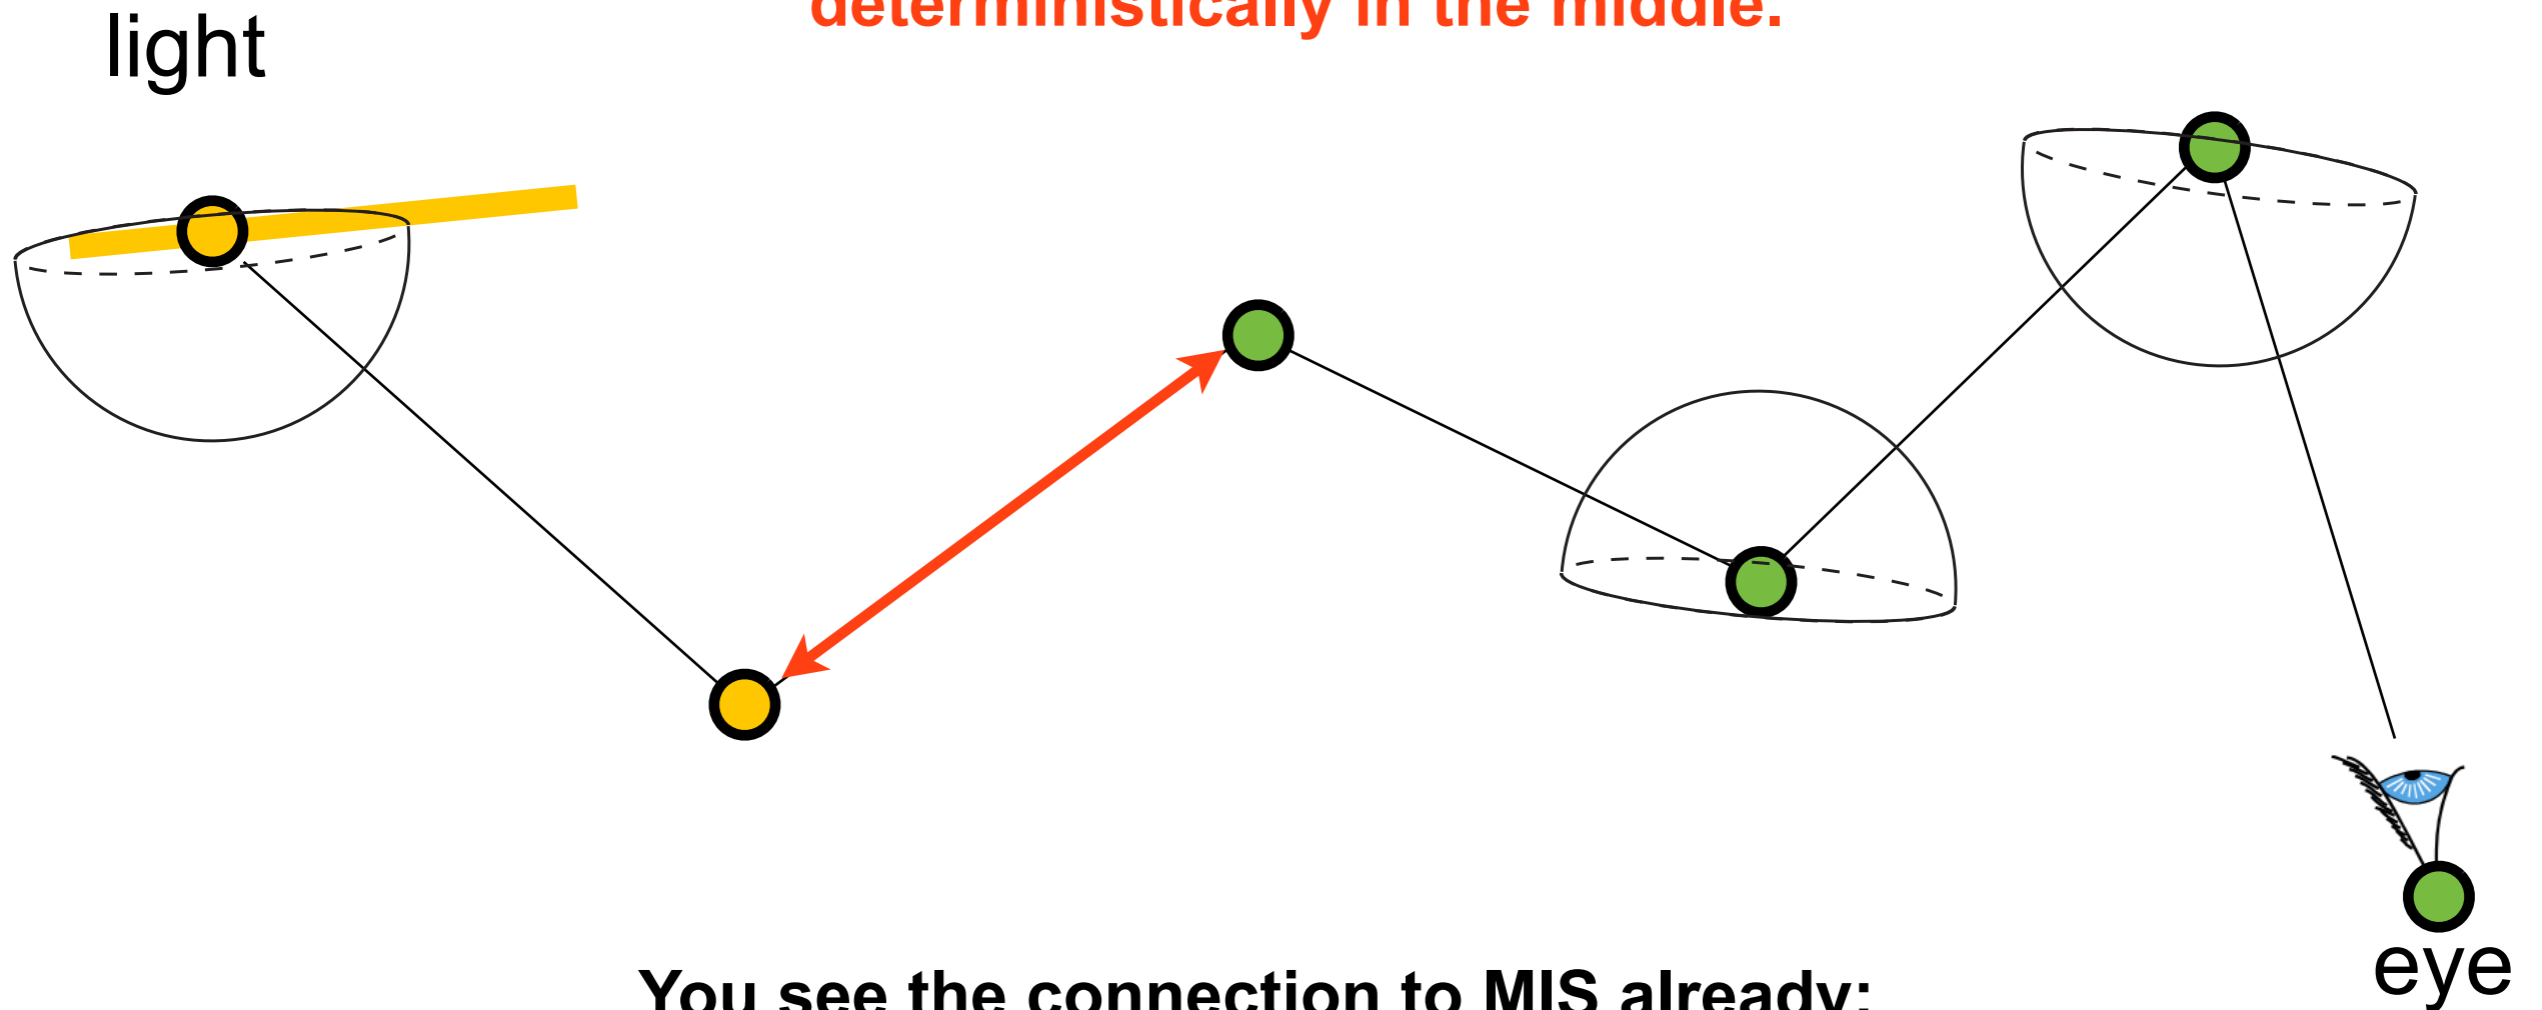 deterministically in the middle.
light
eye
You see the connection to MIS already: